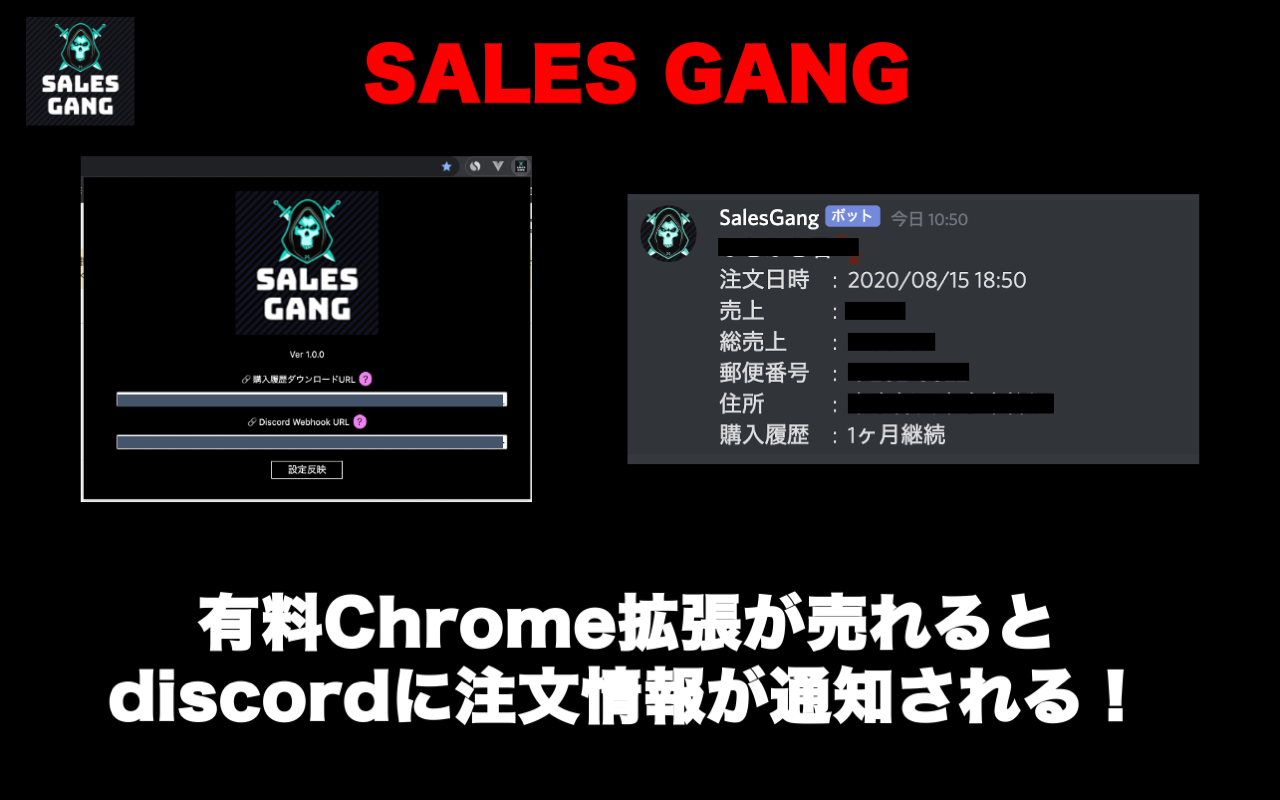 SALES
GANG
SALES GANG
SALES
GANG
Ver 1.0.0
購入履歴ダウンロードURL ?
Discord Webhook URL ?
設定反映
SalesGang ボット 今日 10:50
注文日時 : 2020/08/15 18:50
売上 :
総売上 :
郵便番号 :
住所 :
購入履歴 : 1ヶ月継続
有料Chrome拡張が売れると
discordに注文情報が通知される！